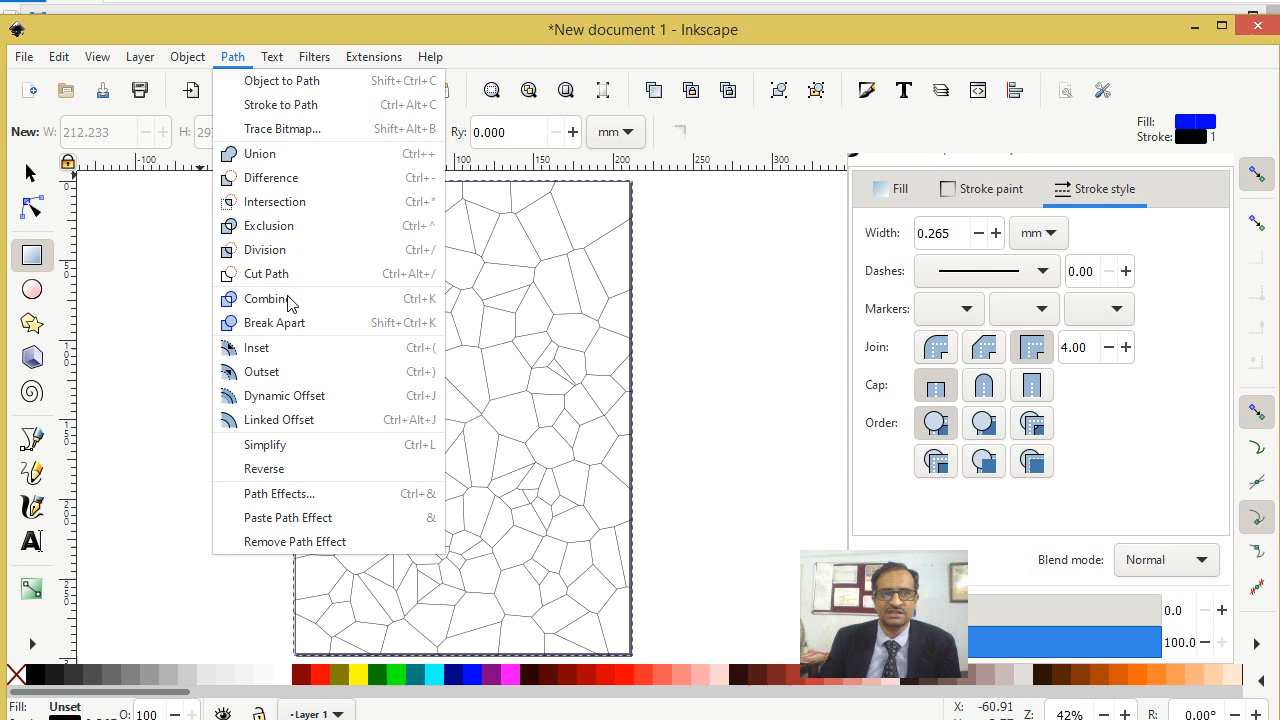 *New document 1 - Inkscape
File Edit View Layer Object Path Text Filters Extensions Help
New: W: 212.233 H: Ry: 0.000 mm
Fill:
Stroke: 1
Object to Path Shift+Ctrl+C
Stroke to Path Ctrl+Alt+C
Trace Bitmap... Shift+Alt+B
Union Ctrl++
Difference Ctrl+-
Intersection Ctrl+*
Exclusion Ctrl+^
Division Ctrl+/
Cut Path Ctrl+Alt+/
Combine Ctrl+K
Break Apart Shift+Ctrl+K
Inset Ctrl+(
Outset Ctrl+)
Dynamic Offset Ctrl+J
Linked Offset Ctrl+Alt+J
Simplify Ctrl+L
Reverse
Path Effects... Ctrl+&
Paste Path Effect &
Remove Path Effect
-100 100 150 200 300
0
50
100
150
200
250
Fill Stroke paint Stroke style
Width: 0.265 mm
Dashes: 0.00
Markers:
Join: 4.00
Cap:
Order:
Blend mode: Normal
0.0
100.0
Fill: Unset O: 100 Layer 1
X: -60.91 Z: 42% R: 0.00°